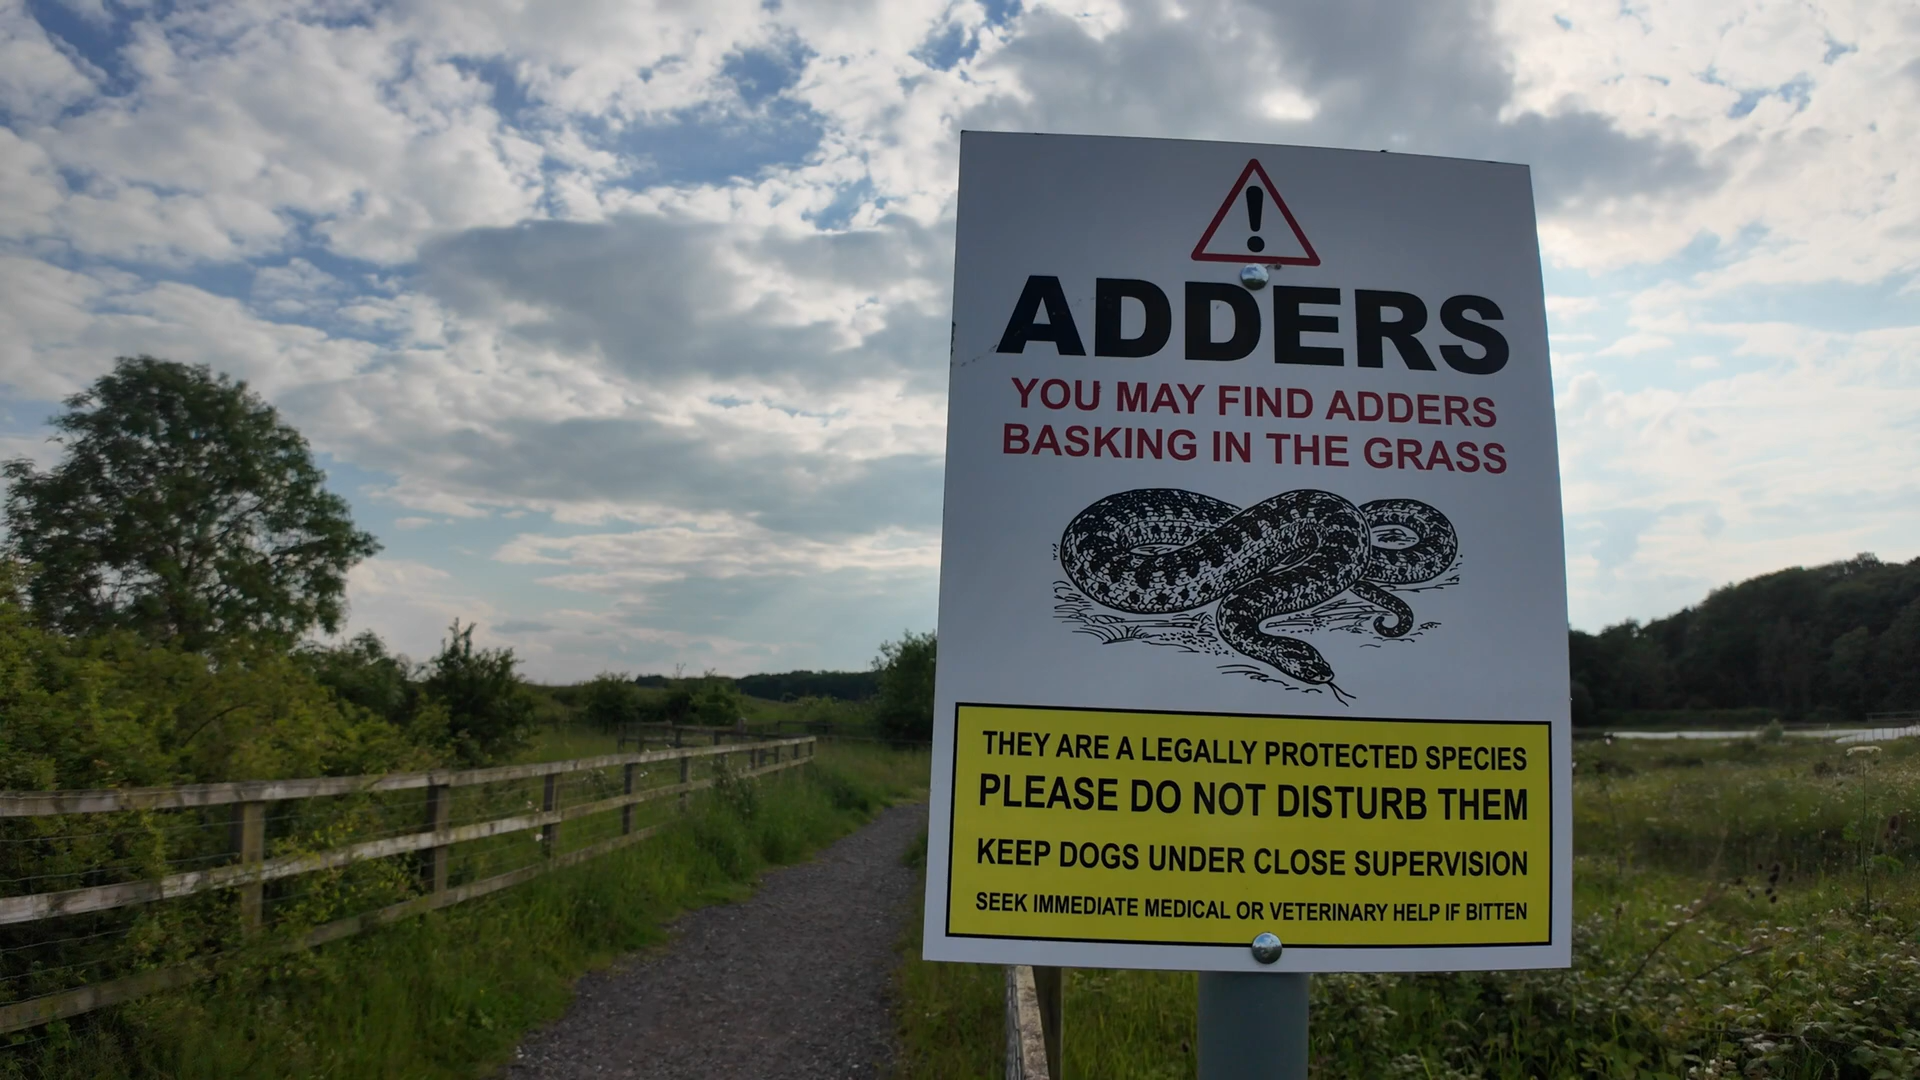 !
ADDERS
YOU MAY FIND ADDERS
BASKING IN THE GRASS
THEY ARE A LEGALLY PROTECTED SPECIES
PLEASE DO NOT DISTURB THEM
KEEP DOGS UNDER CLOSE SUPERVISION
SEEK IMMEDIATE MEDICAL OR VETERINARY HELP IF BITTEN